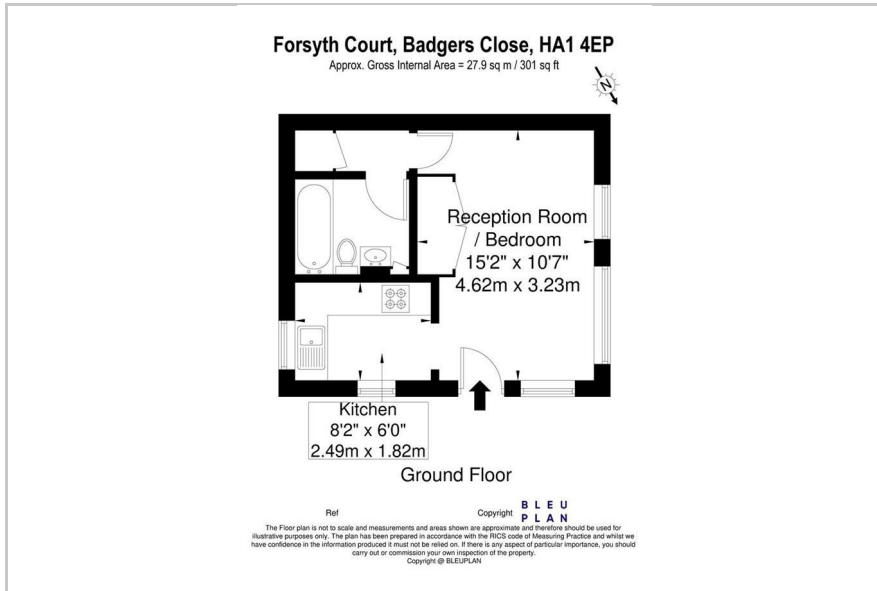 Forsyth Court, Badgers Close, HA1 4EP
Approx. Gross Internal Area = 27.9 sq m / 301 sq ft
N
Reception Room
/ Bedroom
15'2" x 10'7"
4.62m x 3.23m
Kitchen
8'2" x 6'0"
2.49m x 1.82m
Ground Floor
Ref
Copyright
BLEU
PLAN
The Floor plan is not to scale and measurements and areas shown are approximate and therefore should be used for
illustrative purposes only. The plan has been prepared in accordance with the RICS code of Measuring Practice and whilst we
have confidence in the information produced it must not be relied on. If there is any aspect of particular importance, you should
carry out or commission your own inspection of the property.
Copyright @ BLEUPLAN